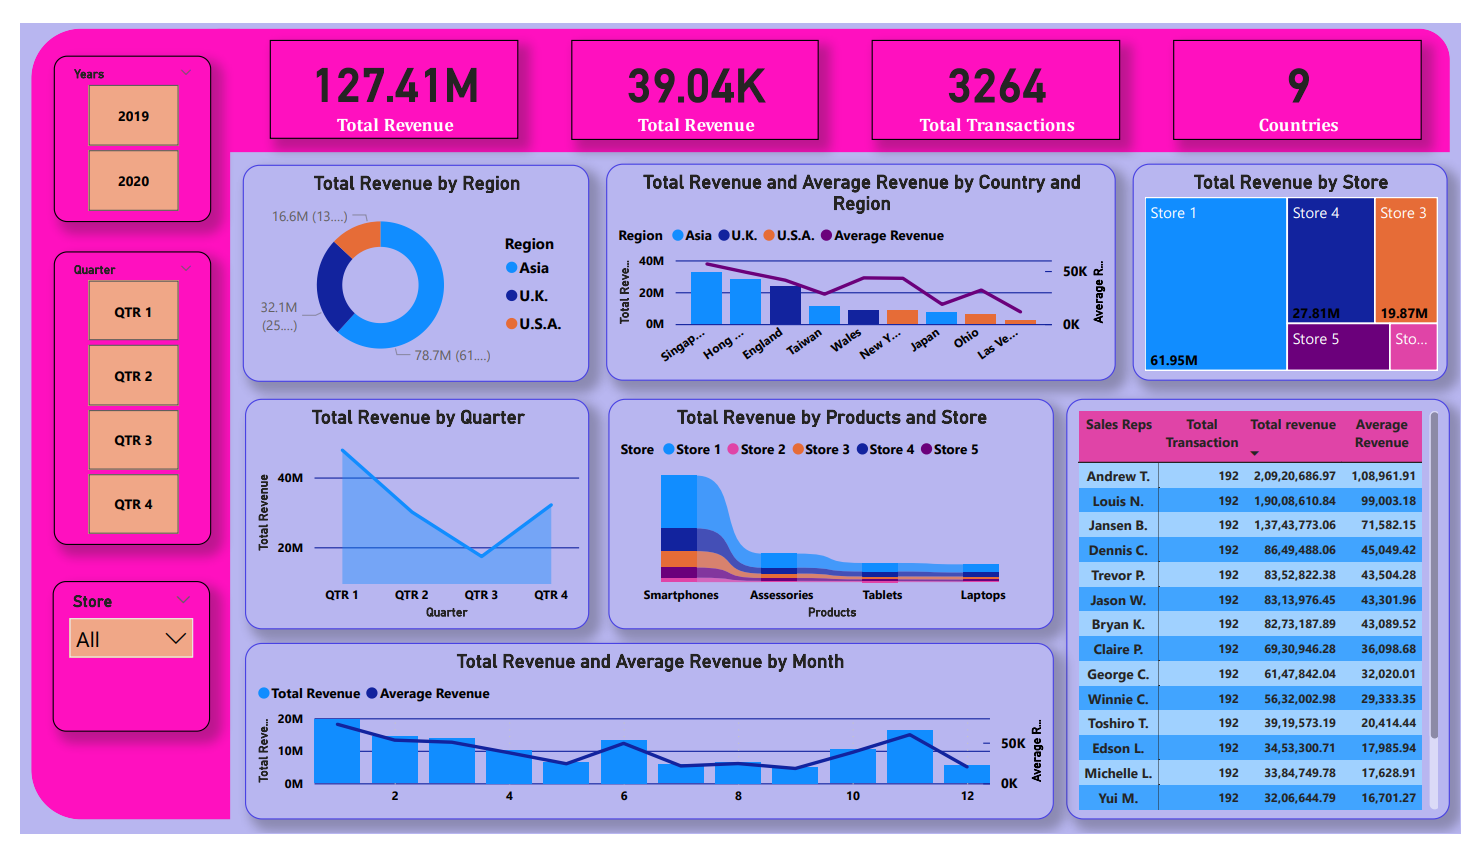 Years
2019
2020
Quarter
QTR 1
QTR 2
QTR 3
QTR 4
Store
All
127.41M
Total Revenue
39.04K
Total Revenue
3264
Total Transactions
9
Countries
Total Revenue by Region
16.6M (13....)
32.1M
(25....)
78.7M (61....)
Region
Asia
U.K.
U.S.A.
Total Revenue and Average Revenue by Country and
Region
Region Asia U.K. U.S.A. Average Revenue
Total Reve...
40M
20M
0M
50K
0K
Average R...
Singap... Hong ... England Taiwan Wales New Y... Japan Ohio Las Ve...
Total Revenue by Store
Store 1
61.95M
Store 4
27.81M
Store 3
19.87M
Store 5
Sto...
Total Revenue by Quarter
Total Revenue
40M
20M
QTR 1 QTR 2 QTR 3 QTR 4
Quarter
Total Revenue by Products and Store
Store Store 1 Store 2 Store 3 Store 4 Store 5
Smartphones Assessories Tablets Laptops
Products
Total Revenue and Average Revenue by Month
Total Revenue Average Revenue
Total Reve...
20M
10M
0M
50K
0K
Average R...
2 4 6 8 10 12
Sales Reps Total Total revenue Average
Transaction Revenue
Andrew T. 192 2,09,20,686.97 1,08,961.91
Louis N. 192 1,90,08,610.84 99,003.18
Jansen B. 192 1,37,43,773.06 71,582.15
Dennis C. 192 86,49,488.06 45,049.42
Trevor P. 192 83,52,822.38 43,504.28
Jason W. 192 83,13,976.45 43,301.96
Bryan K. 192 82,73,187.89 43,089.52
Claire P. 192 69,30,946.28 36,098.68
George C. 192 61,47,842.04 32,020.01
Winnie C. 192 56,32,002.98 29,333.35
Toshiro T. 192 39,19,573.19 20,414.44
Edson L. 192 34,53,300.71 17,985.94
Michelle L. 192 33,84,749.78 17,628.91
Yui M. 192 32,06,644.79 16,701.27